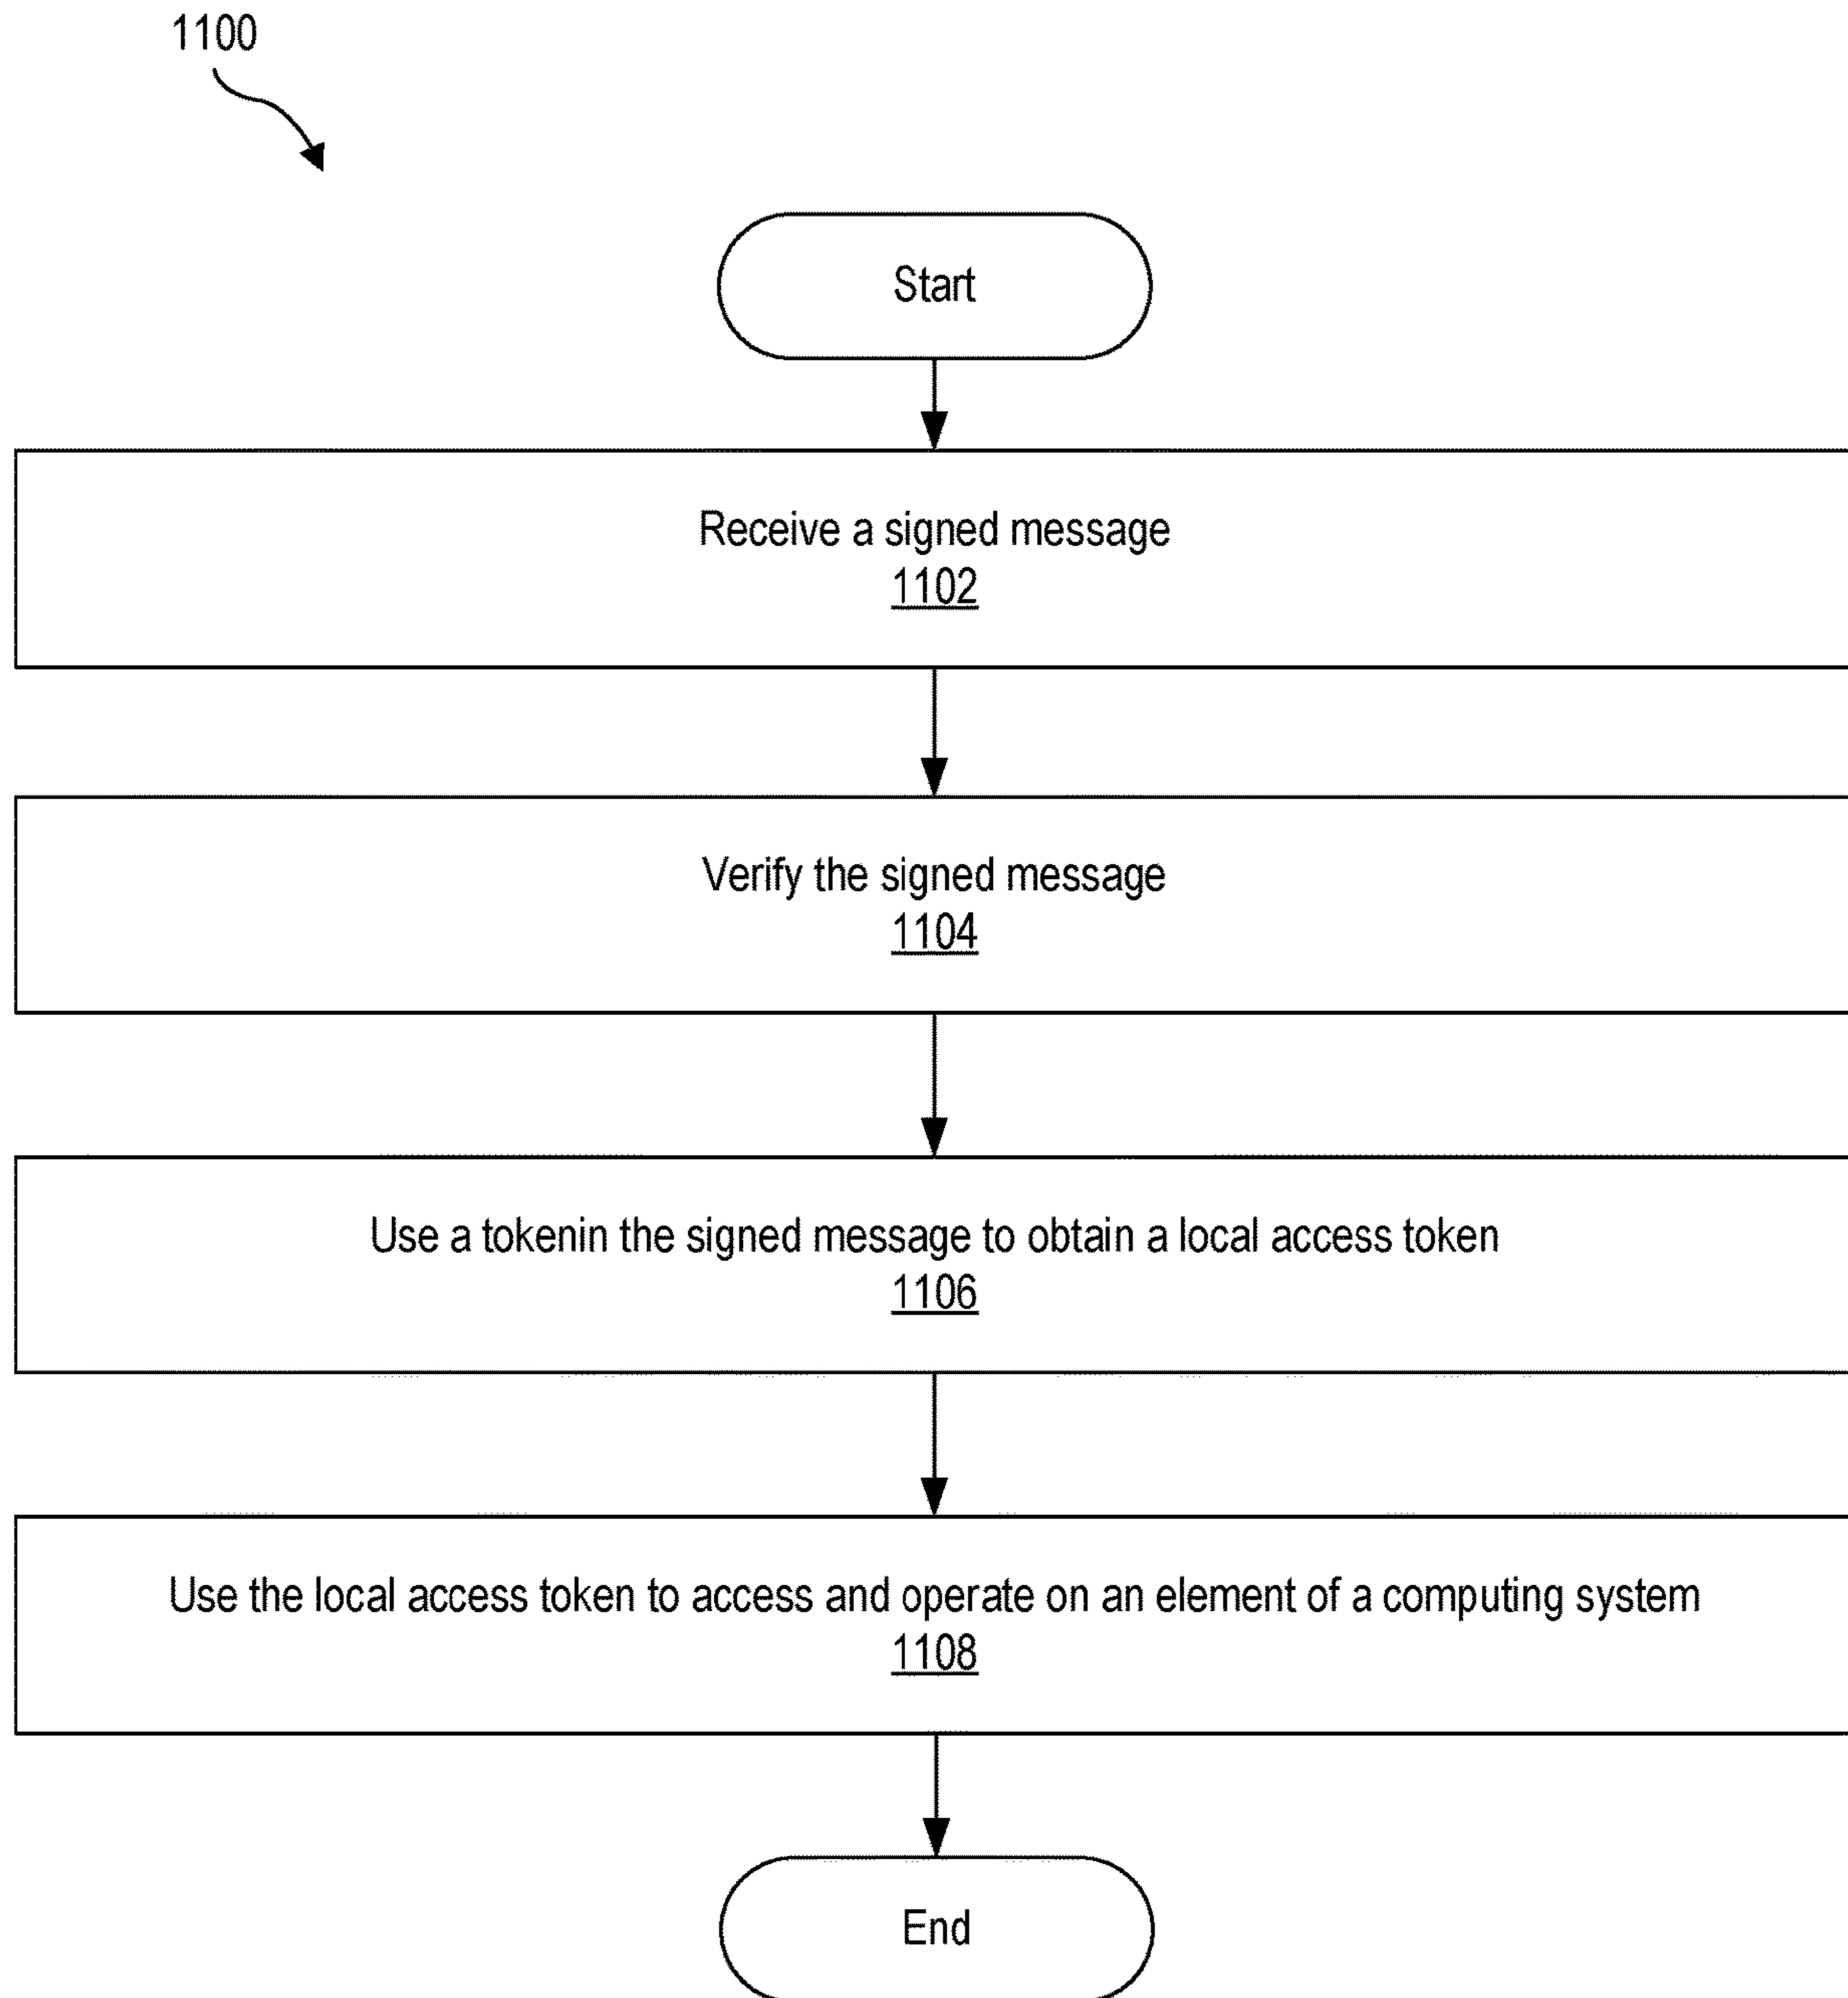 1100
Start
Receive a signed message
1102
Verify the signed message
1104
Use a tokenin the signed message to obtain a local access token
1106
Use the local access token to access and operate on an element of a computing system
1108
End